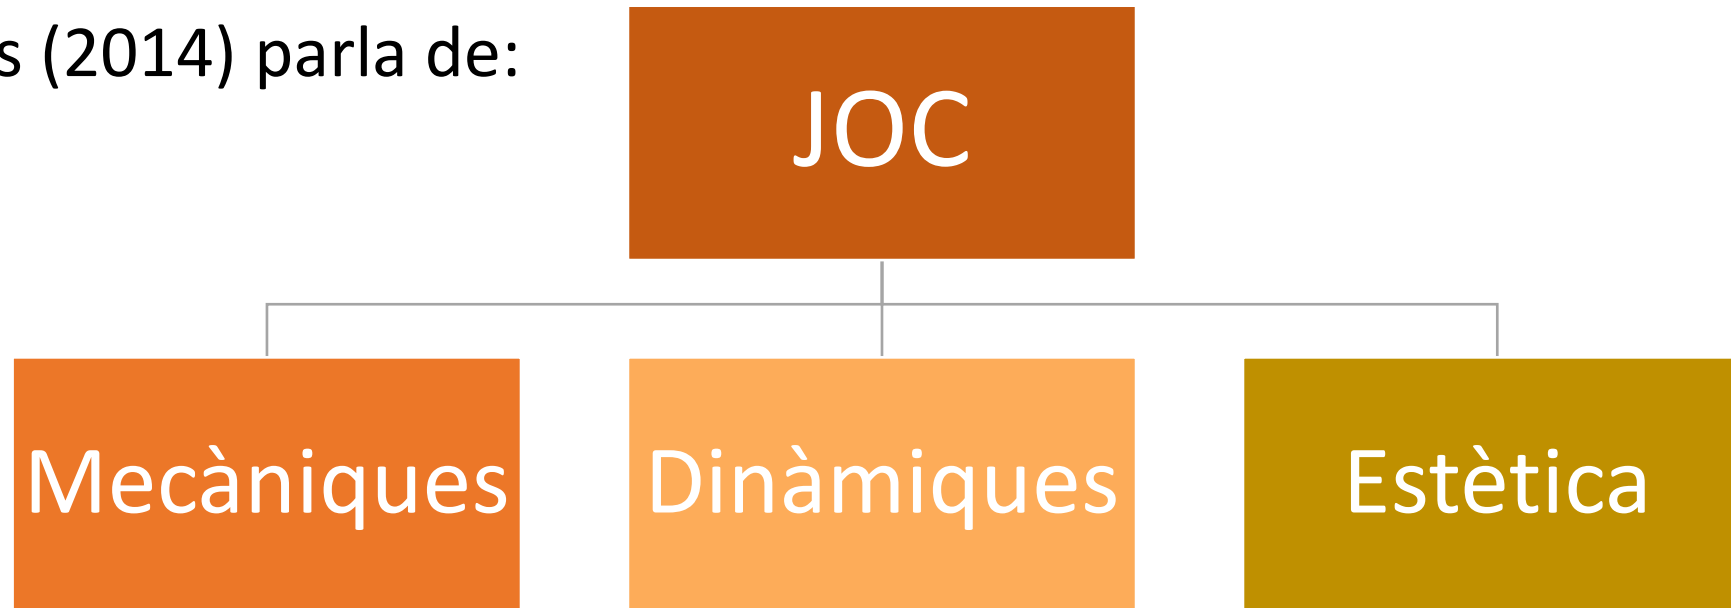 s (2014) parla de:
JOC
Mecàniques
Dinàmiques
Estètica